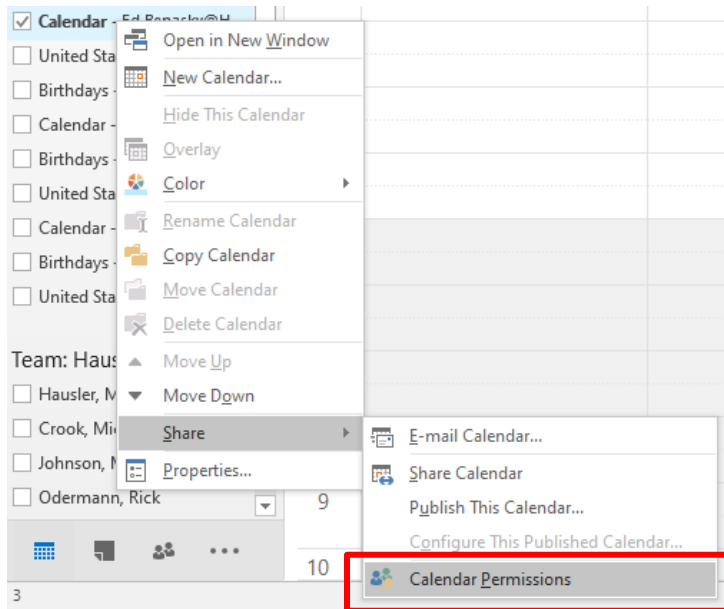 Calendar -
Open in New Window
United Sta
New Calendar...
Birthdays -
Hide This Calendar
Calendar -
Overlay
Birthdays -
Color
United Sta
Rename Calendar
Calendar -
Copy Calendar
Birthdays -
Move Calendar
United Sta
Delete Calendar
Team: Haus
Move Up
Hausler, M
Move Down
Crook, Mi
Share
E-mail Calendar...
Johnson, M
Properties...
Share Calendar
Odermann, Rick
9
Publish This Calendar...
Configure This Published Calendar...
10
Calendar Permissions
3